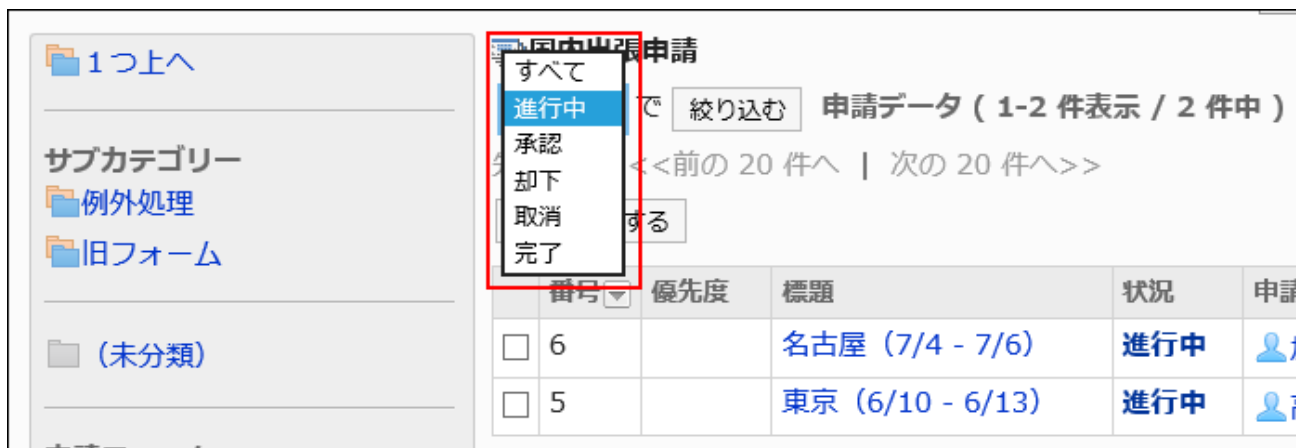 1つ上へ
サブカテゴリー
例外処理
旧フォーム
(未分類)
国内出張申請
すべて
進行中
承認
却下
取消
完了
で 絞り込む 申請データ ( 1-2 件表示 / 2 件中 )
<<前の 20 件へ | 次の 20 件へ>>
する
番号 優先度 標題 状況 申請
6 名古屋（7/4 - 7/6） 進行中
5 東京（6/10 - 6/13） 進行中